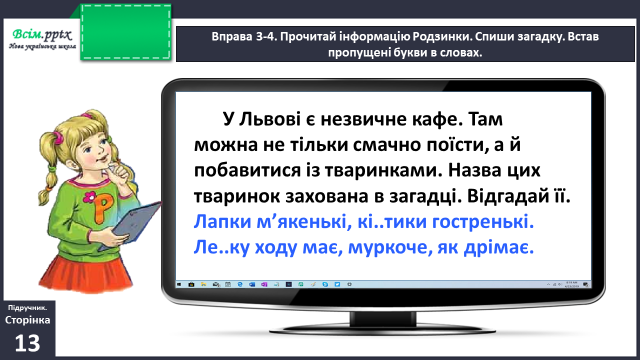 Всім.pptx
Нова українська школа
Вправа 3-4. Прочитай інформацію Родзинки. Спиши загадку. Встав
пропущені букви в словах.
У Львові є незвичне кафе. Там
можна не тільки смачно поїсти, а й
побавитися із тваринками. Назва цих
тваринок захована в загадці. Відгадай її.
Лапки м’якенькі, кі..тики гостренькі.
Ле..ку ходу має, муркоче, як дрімає.
Р
Підручник.
Сторінка
13